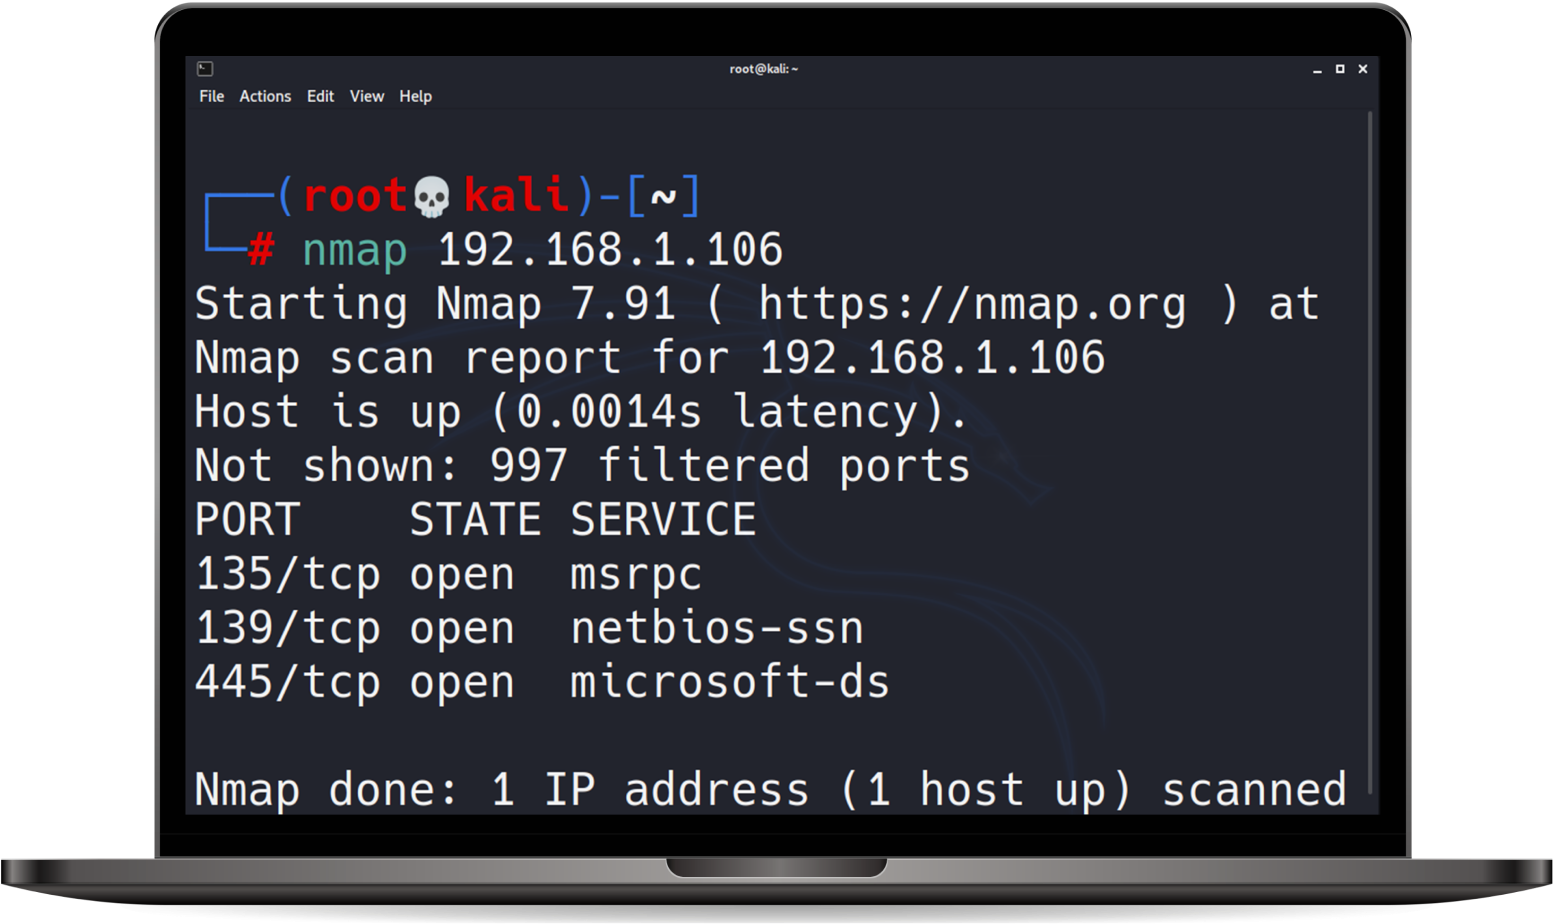 root@kali: ~
File Actions Edit View Help
┌──(root💀kali)-[~]
└─# nmap 192.168.1.106
Starting Nmap 7.91 ( https://nmap.org ) at
Nmap scan report for 192.168.1.106
Host is up (0.0014s latency).
Not shown: 997 filtered ports
PORT    STATE SERVICE
135/tcp open  msrpc
139/tcp open  netbios-ssn
445/tcp open  microsoft-ds
Nmap done: 1 IP address (1 host up) scanned